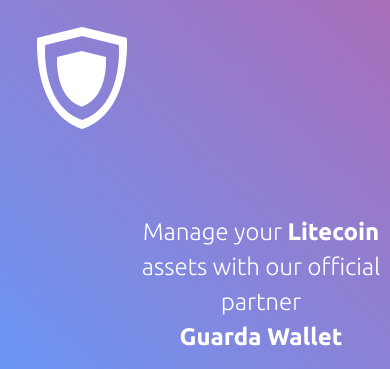 Manage your Litecoin
assets with our official
partner
Guarda Wallet